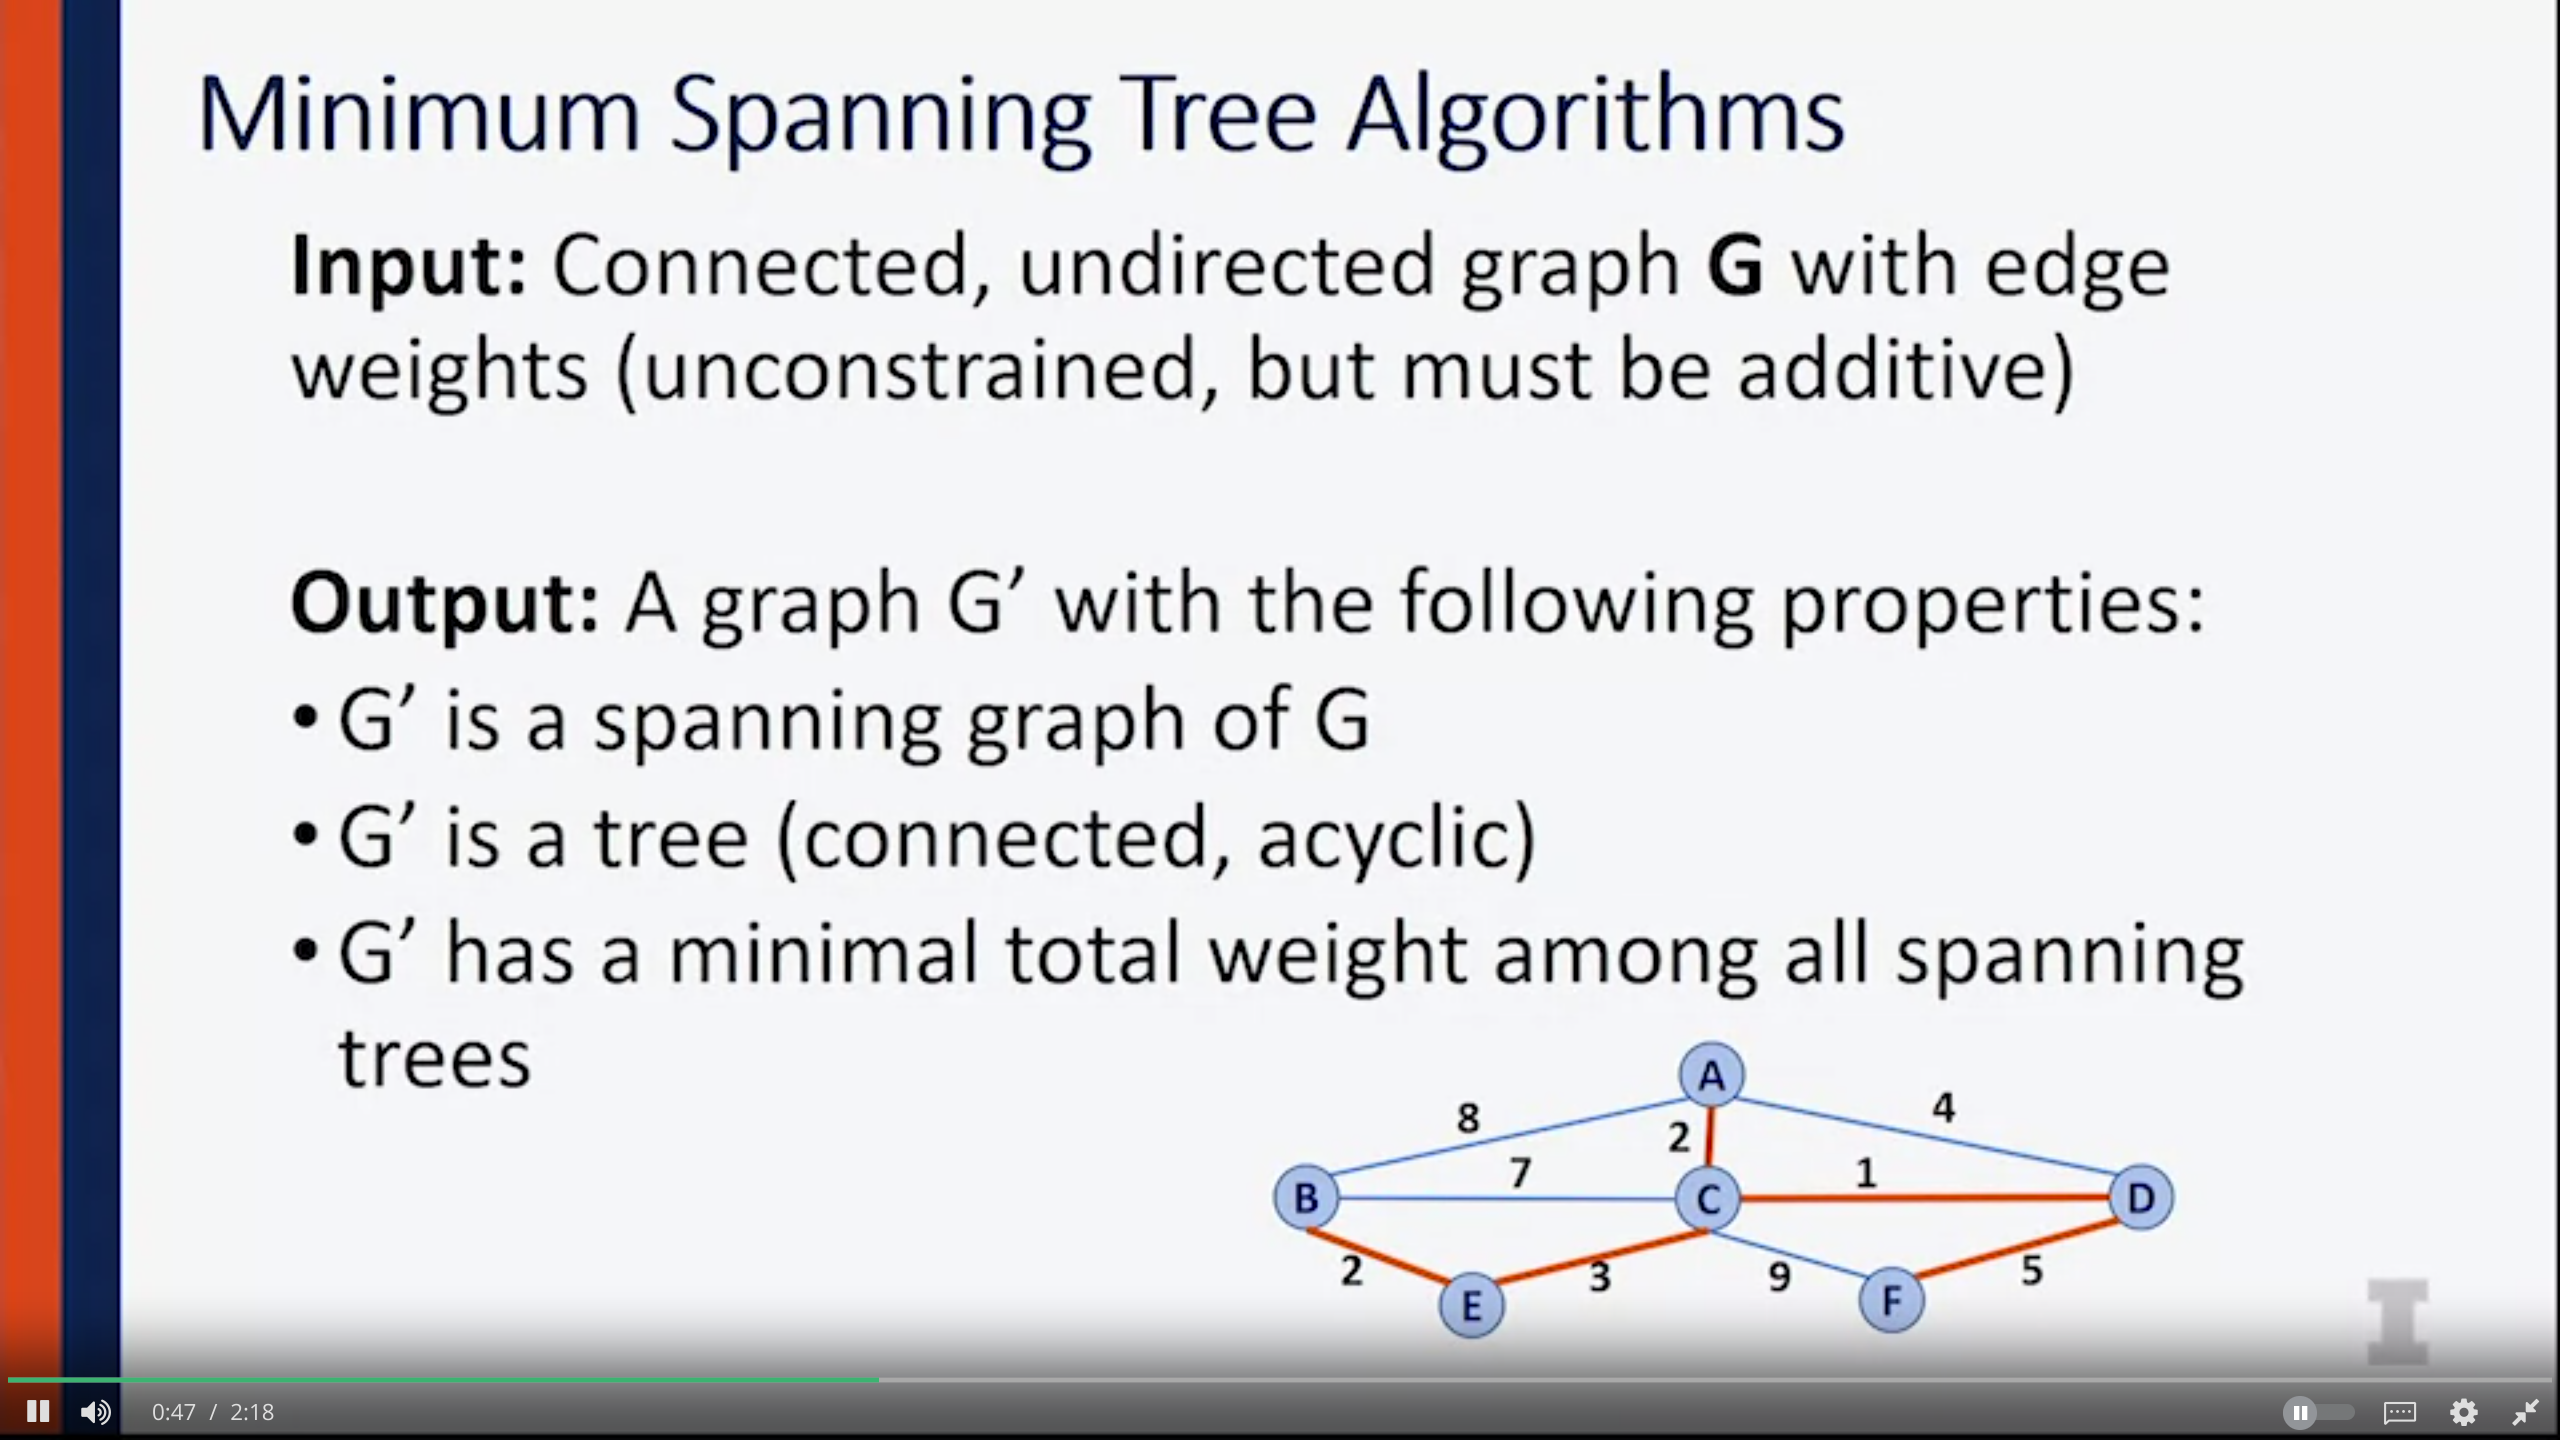 Minimum Spanning Tree Algorithms
Input: Connected, undirected graph G with edge
weights (unconstrained, but must be additive)
Output: A graph G’ with the following properties:
• G’ is a spanning graph of G
• G’ is a tree (connected, acyclic)
• G’ has a minimal total weight among all spanning
trees
A
8
4
2
7
1
B
C
D
2
3
9
5
E
F
I
0:47 / 2:18